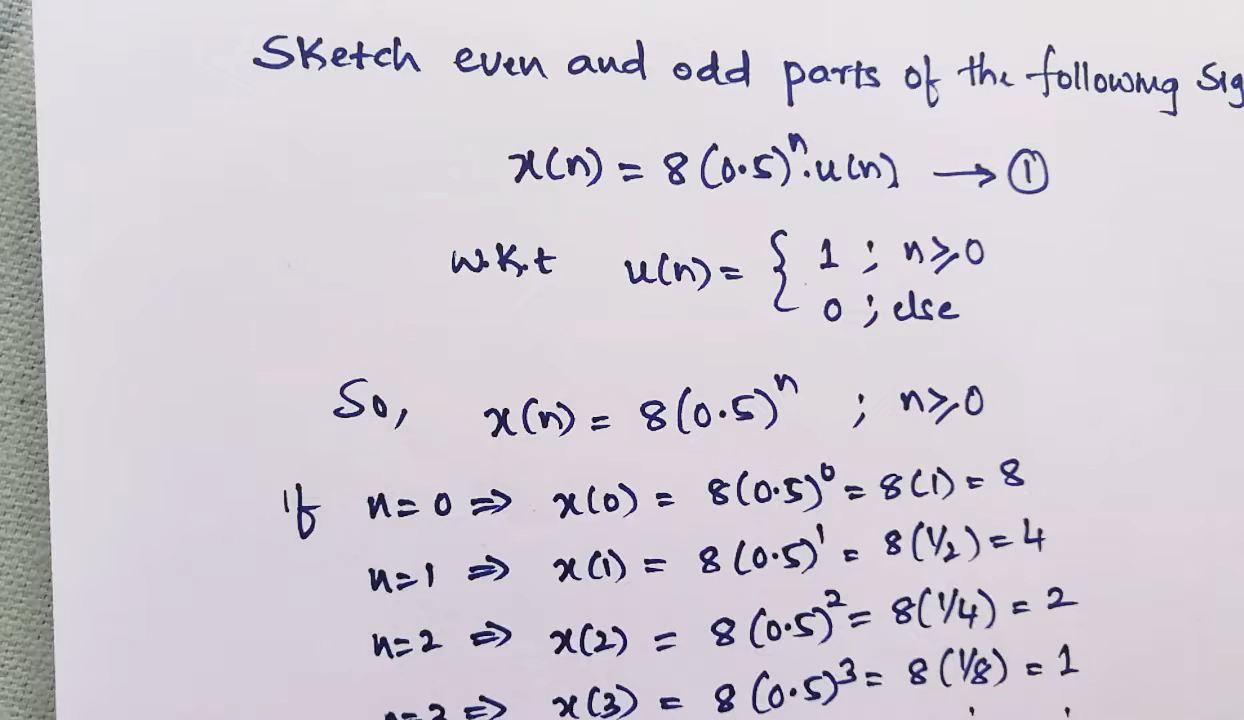 Sketch even and odd parts of the following sig
x(n) = 8(0.5)ⁿ.u(n) → ①
w.k.t u(n) = { 1 ; n≥0
0 ; else
So, x(n) = 8(0.5)ⁿ ; n≥0
If n=0 ⇒ x(0) = 8(0.5)⁰ = 8(1) = 8
n=1 ⇒ x(1) = 8(0.5)¹ = 8(1/2) = 4
n=2 ⇒ x(2) = 8(0.5)² = 8(1/4) = 2
n=3 ⇒ x(3) = 8(0.5)³ = 8(1/8) = 1